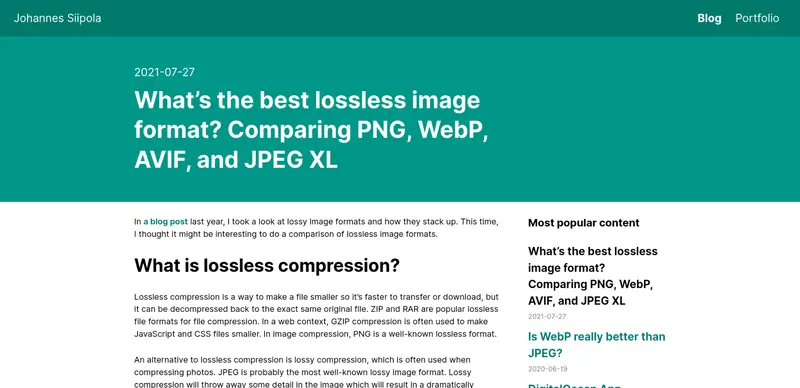 Johannes Siipola
Blog
Portfolio
2021-07-27
What’s the best lossless image
format? Comparing PNG, WebP,
AVIF, and JPEG XL
In a blog post last year, I took a look at lossy image formats and how they stack up. This time,
I thought it might be interesting to do a comparison of lossless image formats.
What is lossless compression?
Lossless compression is a way to make a file smaller so it’s faster to transfer or download, but
it can be decompressed back to the exact same original file. ZIP and RAR are popular lossless
file formats for file compression. In a web context, GZIP compression is often used to make
JavaScript and CSS files smaller. In image compression, PNG is a well-known lossless format.
An alternative to lossless compression is lossy compression, which is often used when
compressing photos. JPEG is probably the most well-known lossy image format. Lossy
compression will throw away some detail in the image which will result in a dramatically
Most popular content
What’s the best lossless
image format?
Comparing PNG, WebP,
AVIF, and JPEG XL
2021-07-27
Is WebP really better than
JPEG?
2020-06-19
DigitalOcean App